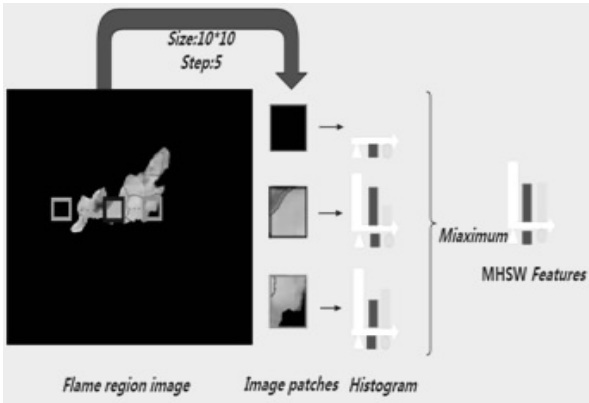 Size:10*10
Step:5
Miaximum
MHSW Features
Flame region image
Image patches
Histogram